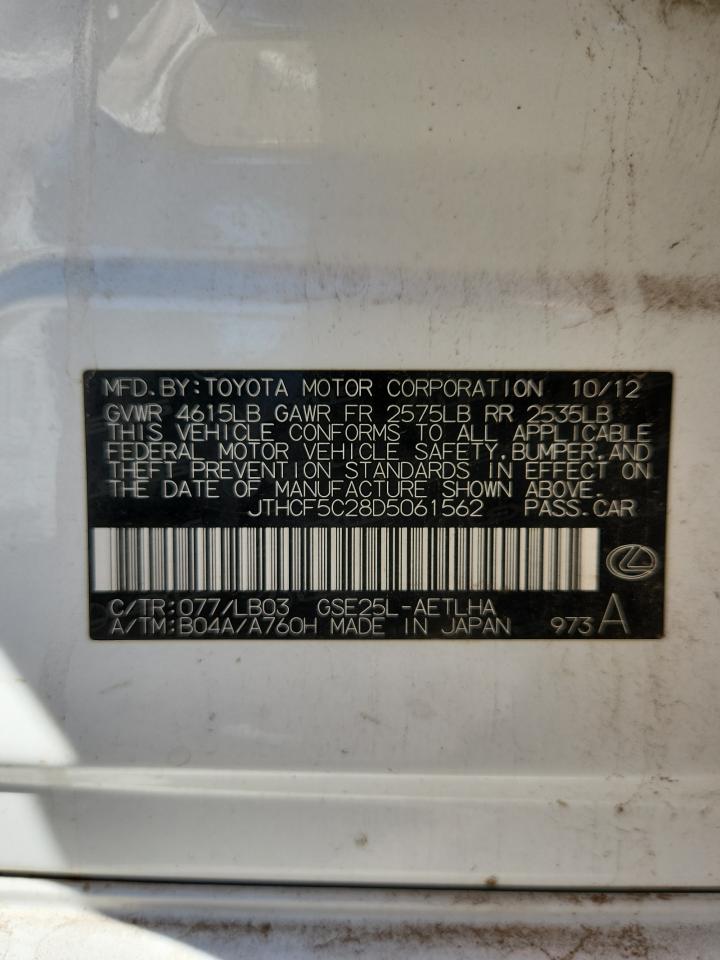 MFD.BY:TOYOTA MOTOR CORPORATION 10/12
GVWR 4615LB GAWR FR 2575LB RR 2535LB
THIS VEHICLE CONFORMS TO ALL APPLICABLE
FEDERAL MOTOR VEHICLE SAFETY,BUMPER,AND
THEFT PREVENTION STANDARDS IN EFFECT ON
THE DATE OF MANUFACTURE SHOWN ABOVE.
JTHCF5C28D5061562 PASS.CAR
C/TR:077/LB03 GSE25L-AETLHA
A/TM:B04A/A760H MADE IN JAPAN 973A